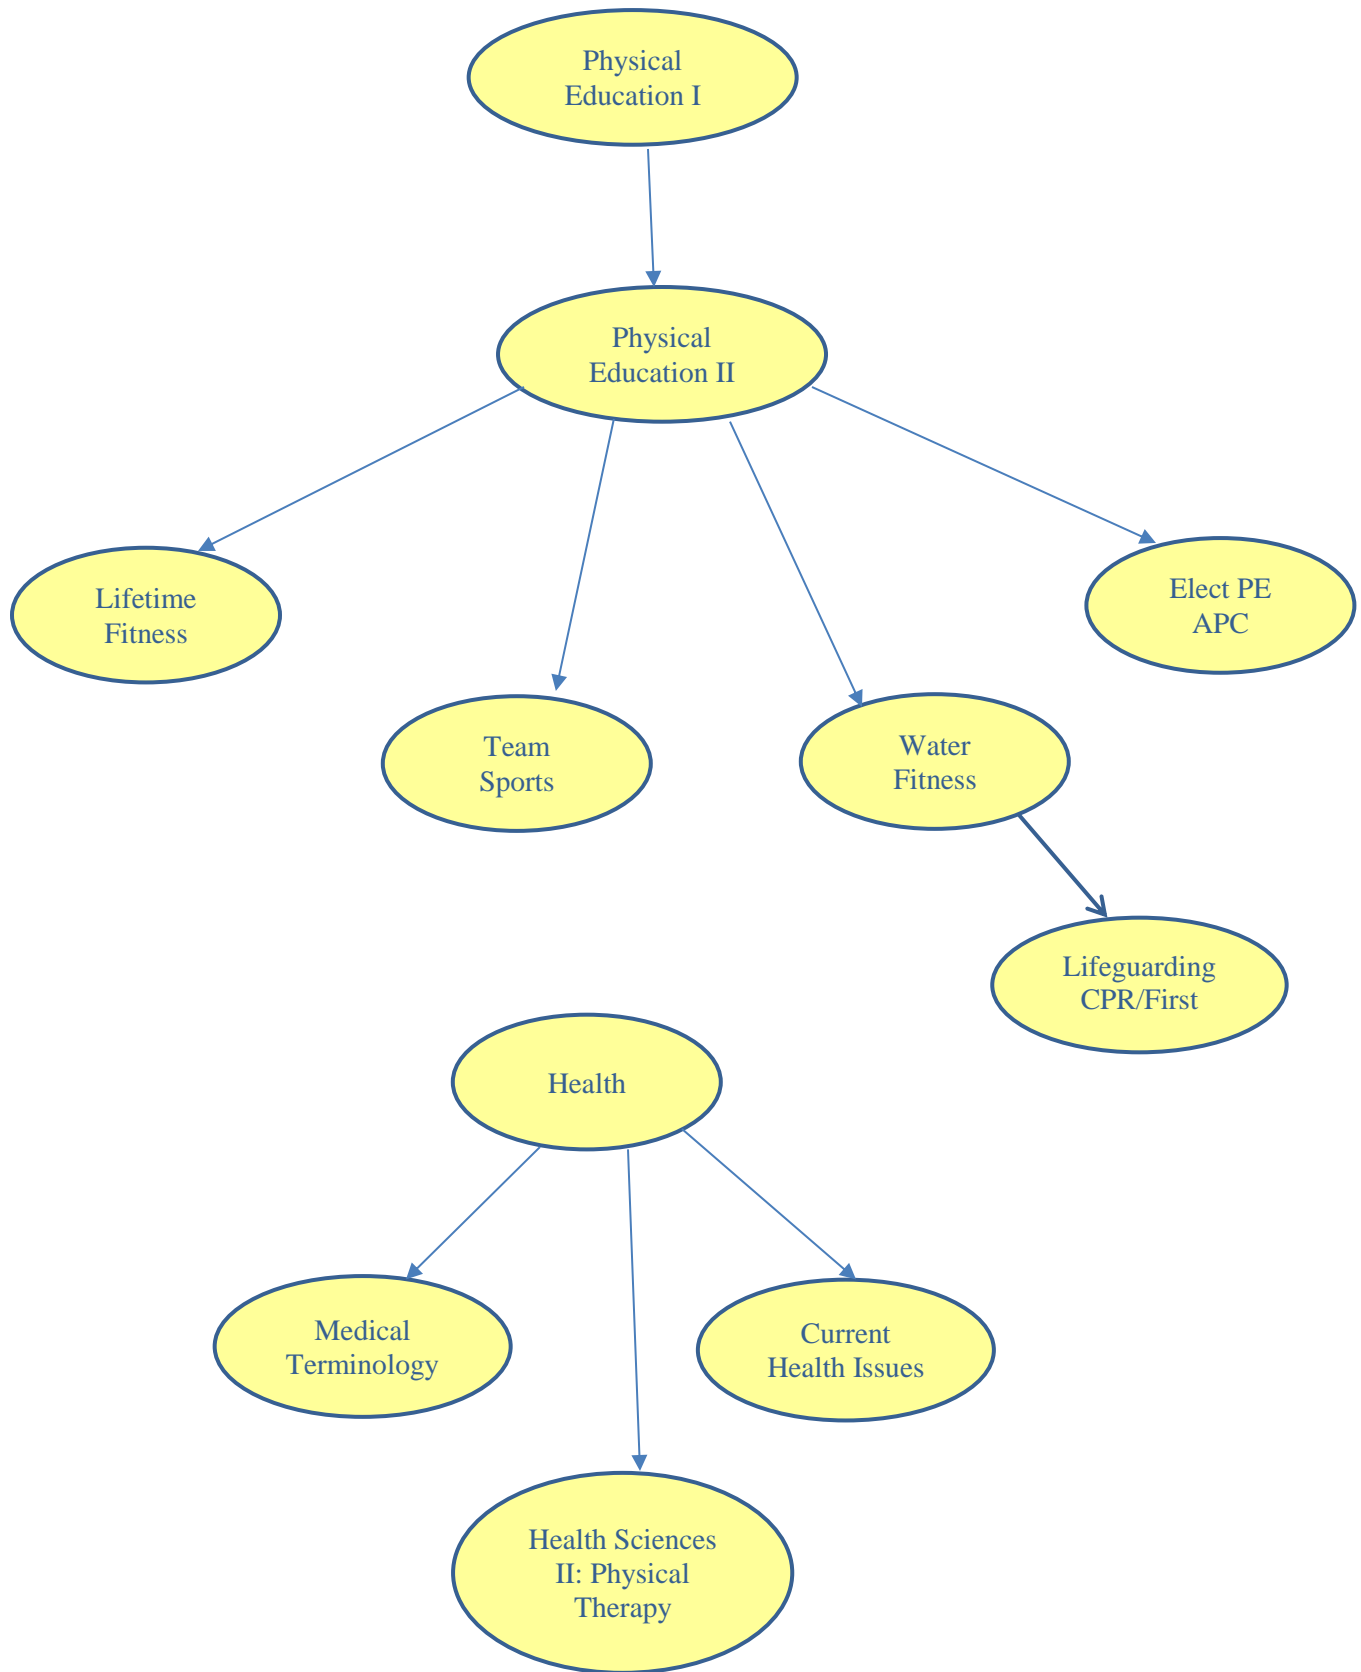 Physical
Education I
Physical
Education II
Lifetime
Fitness
Elect PE
APC
Team
Sports
Water
Fitness
Lifeguarding
CPR/First
Health
Medical
Terminology
Current
Health Issues
Health Sciences
II: Physical
Therapy